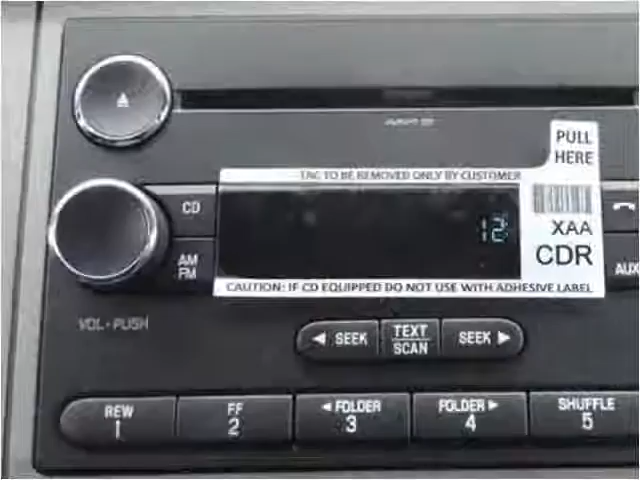 PULL
HERE
TAG TO BE REMOVED ONLY BY CUSTOMER
CD
12
XAA
CDR
AM
FM
AUX
CAUTION: IF CD EQUIPPED DO NOT USE WITH ADHESIVE LABEL
VOL-PUSH
SEEK
TEXT
SCAN
SEEK
REW
1
FF
2
FOLDER
3
FOLDER
4
SHUFFLE
5